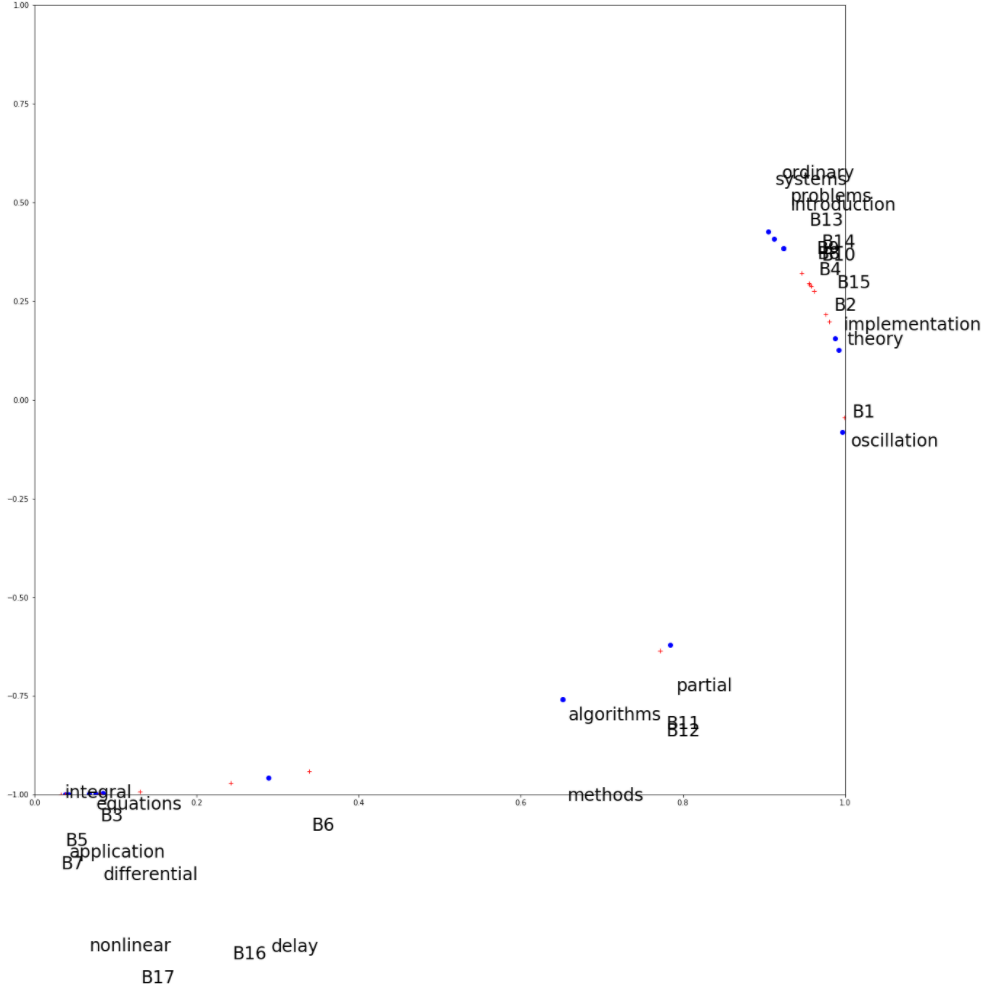 1.00
0.75
ordinary
systems
problems
0.50
introduction
B13
B14
B9
B8
B10
B4
B15
0.25
B2
implementation
theory
0.00
B1
oscillation
−0.25
−0.50
partial
−0.75
algorithms
B11
B12
integral
−1.00
methods
0.0
0.2
0.4
0.6
0.8
1.0
equations
B3
B6
B5
application
B7
differential
nonlinear
delay
B16
B17